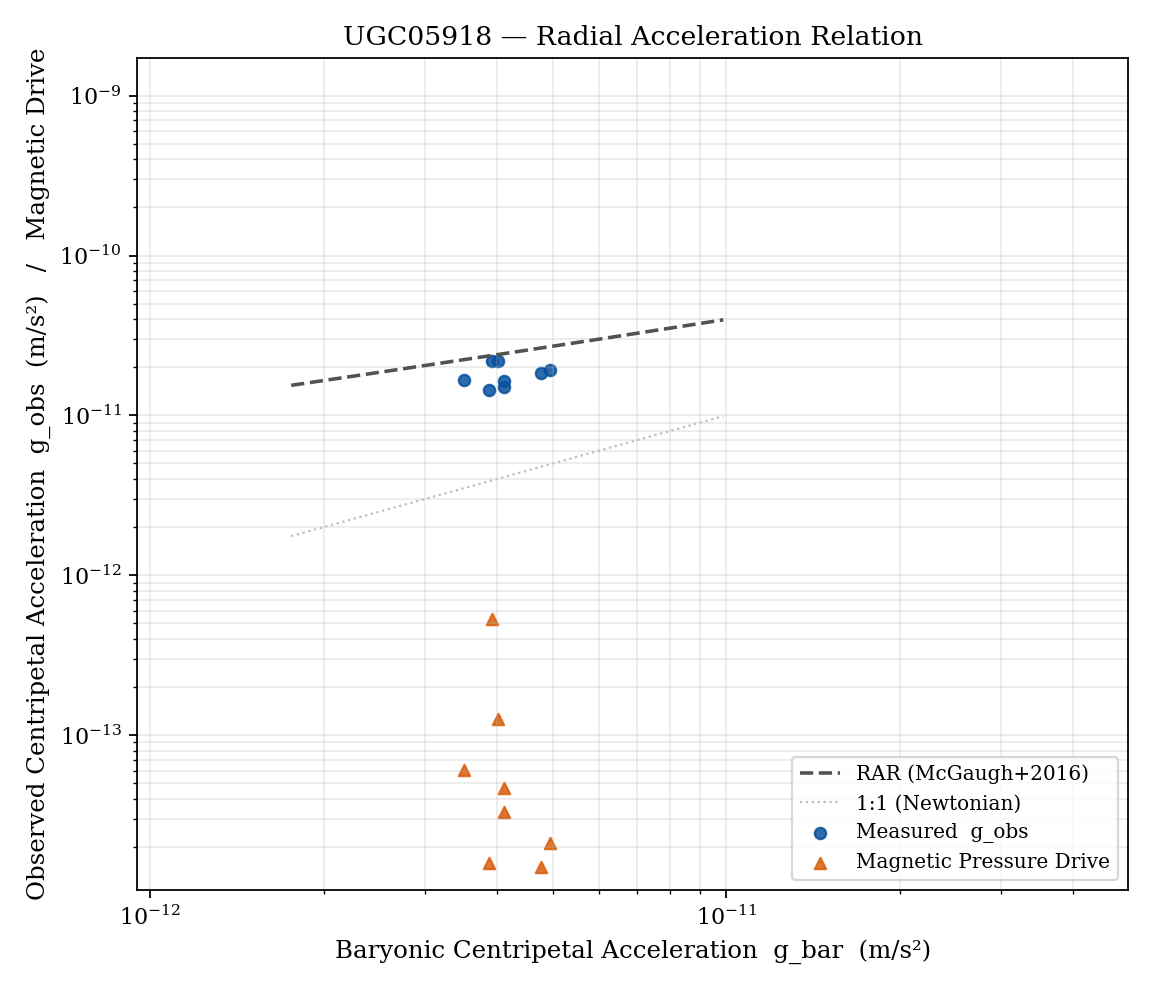 UGC05918 — Radial Acceleration Relation
Observed Centripetal Acceleration  g_obs  (m/s²)   /   Magnetic Drive
10⁻⁹
10⁻¹⁰
10⁻¹¹
10⁻¹²
10⁻¹³
RAR (McGaugh+2016)
1:1 (Newtonian)
Measured  g_obs
Magnetic Pressure Drive
10⁻¹²
10⁻¹¹
Baryonic Centripetal Acceleration  g_bar  (m/s²)